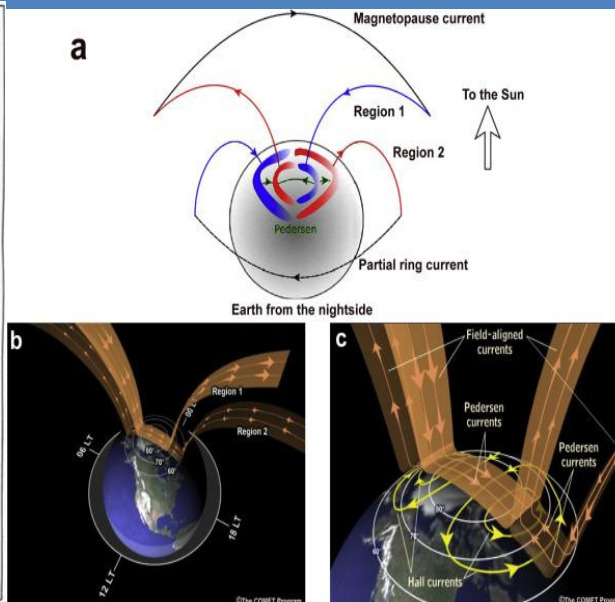 a
Magnetopause current
Region 1
To the Sun
Region 2
Pedersen
Partial ring current
Earth from the nightside
b
Region 1
00 LT
Region 2
06 LT
80°
70°
60°
18 LT
12 LT
©The COMET Program
c
Field-aligned
currents
Pedersen
currents
Pedersen
currents
80°
70°
60°
Hall currents
©The COMET Program